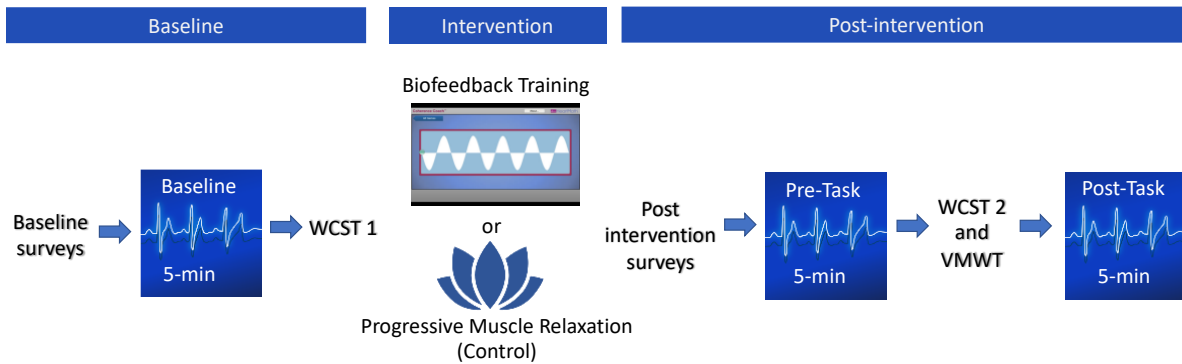 Baseline
Intervention
Post-intervention
Baseline
surveys
Baseline
5-min
WCST 1
Biofeedback Training
or
Progressive Muscle Relaxation
(Control)
Post
intervention
surveys
Pre-Task
5-min
WCST 2
and
VMWT
Post-Task
5-min